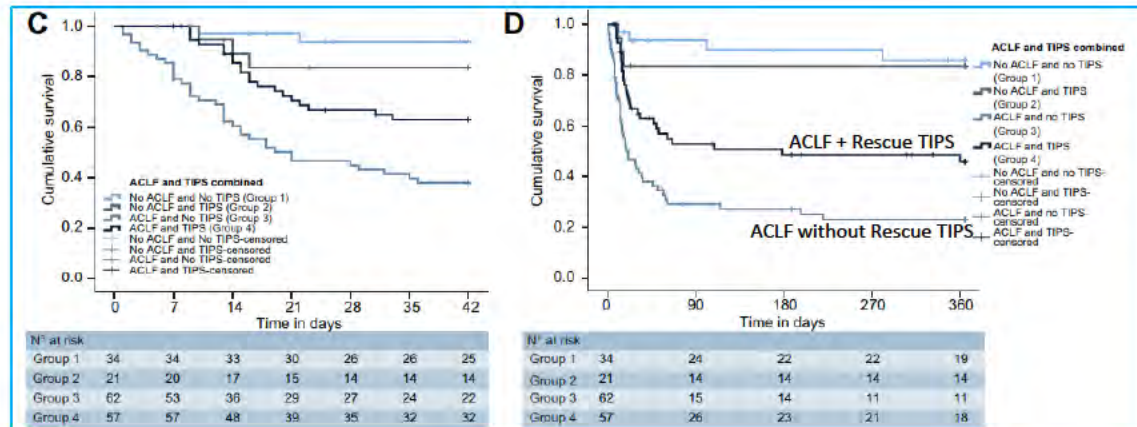 C
Cumulative survival
1.0
0.8
0.6
0.4
0.2
0.0
ACLF and TIPS combined
No ACLF and No TIPS (Group 1)
No ACLF and TIPS (Group 2)
ACLF and No TIPS (Group 3)
ACLF and TIPS (Group 4)
No ACLF and No TIPS-censored
No ACLF and TIPS-censored
ACLF and No TIPS-censored
ACLF and TIPS-censored
0 7 14 21 28 35 42
Time in days
N° at risk
Group 1 34 34 33 30 26 26 25
Group 2 21 20 17 15 14 14 14
Group 3 62 53 36 29 27 24 22
Group 4 57 57 48 39 35 32 32
D
Cumulative survival
1.0
0.8
0.6
0.4
0.2
0.0
ACLF + Rescue TIPS
ACLF without Rescue TIPS
ACLF and TIPS combined
No ACLF and no TIPS
(Group 1)
No ACLF and TIPS
(Group 2)
ACLF and no TIPS
(Group 3)
ACLF and TIPS
(Group 4)
No ACLF and no TIPS-
censored
No ACLF and TIPS-
censored
ACLF and no TIPS-
censored
ACLF and TIPS-
censored
0 90 180 270 360
Time in days
N° at risk
Group 1 34 24 22 22 19
Group 2 21 14 14 14 14
Group 3 62 15 14 11 11
Group 4 57 26 23 21 18